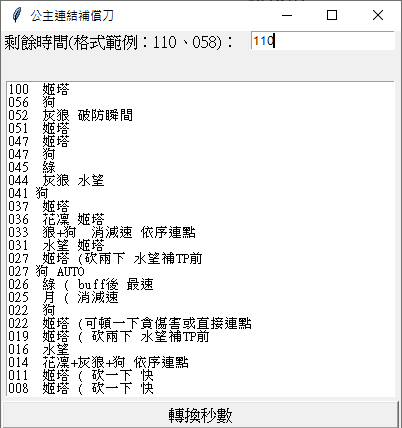 公主連結補償刀
剩餘時間(格式範例：110、058)： 110
100 姬塔
056 狗
052 灰狼 破防瞬間
051 姬塔
047 姬塔
047 狗
045 綠
044 灰狼 水望
041 狗
037 姬塔
036 花凜 姬塔
033 狼+狗 消減速 依序連點
031 水望 姬塔
027 姬塔 (砍兩下 水望補TP前
027 狗 AUTO
026 綠 ( buff後 最速
025 月 ( 消減速
022 狗
022 姬塔 (可頓一下貪傷害或直接連點
019 姬塔 ( 砍兩下 水望補TP前
016 水望
014 花凜+灰狼+狗 依序連點
011 姬塔 ( 砍一下 快
008 姬塔 ( 砍一下 快
轉換秒數